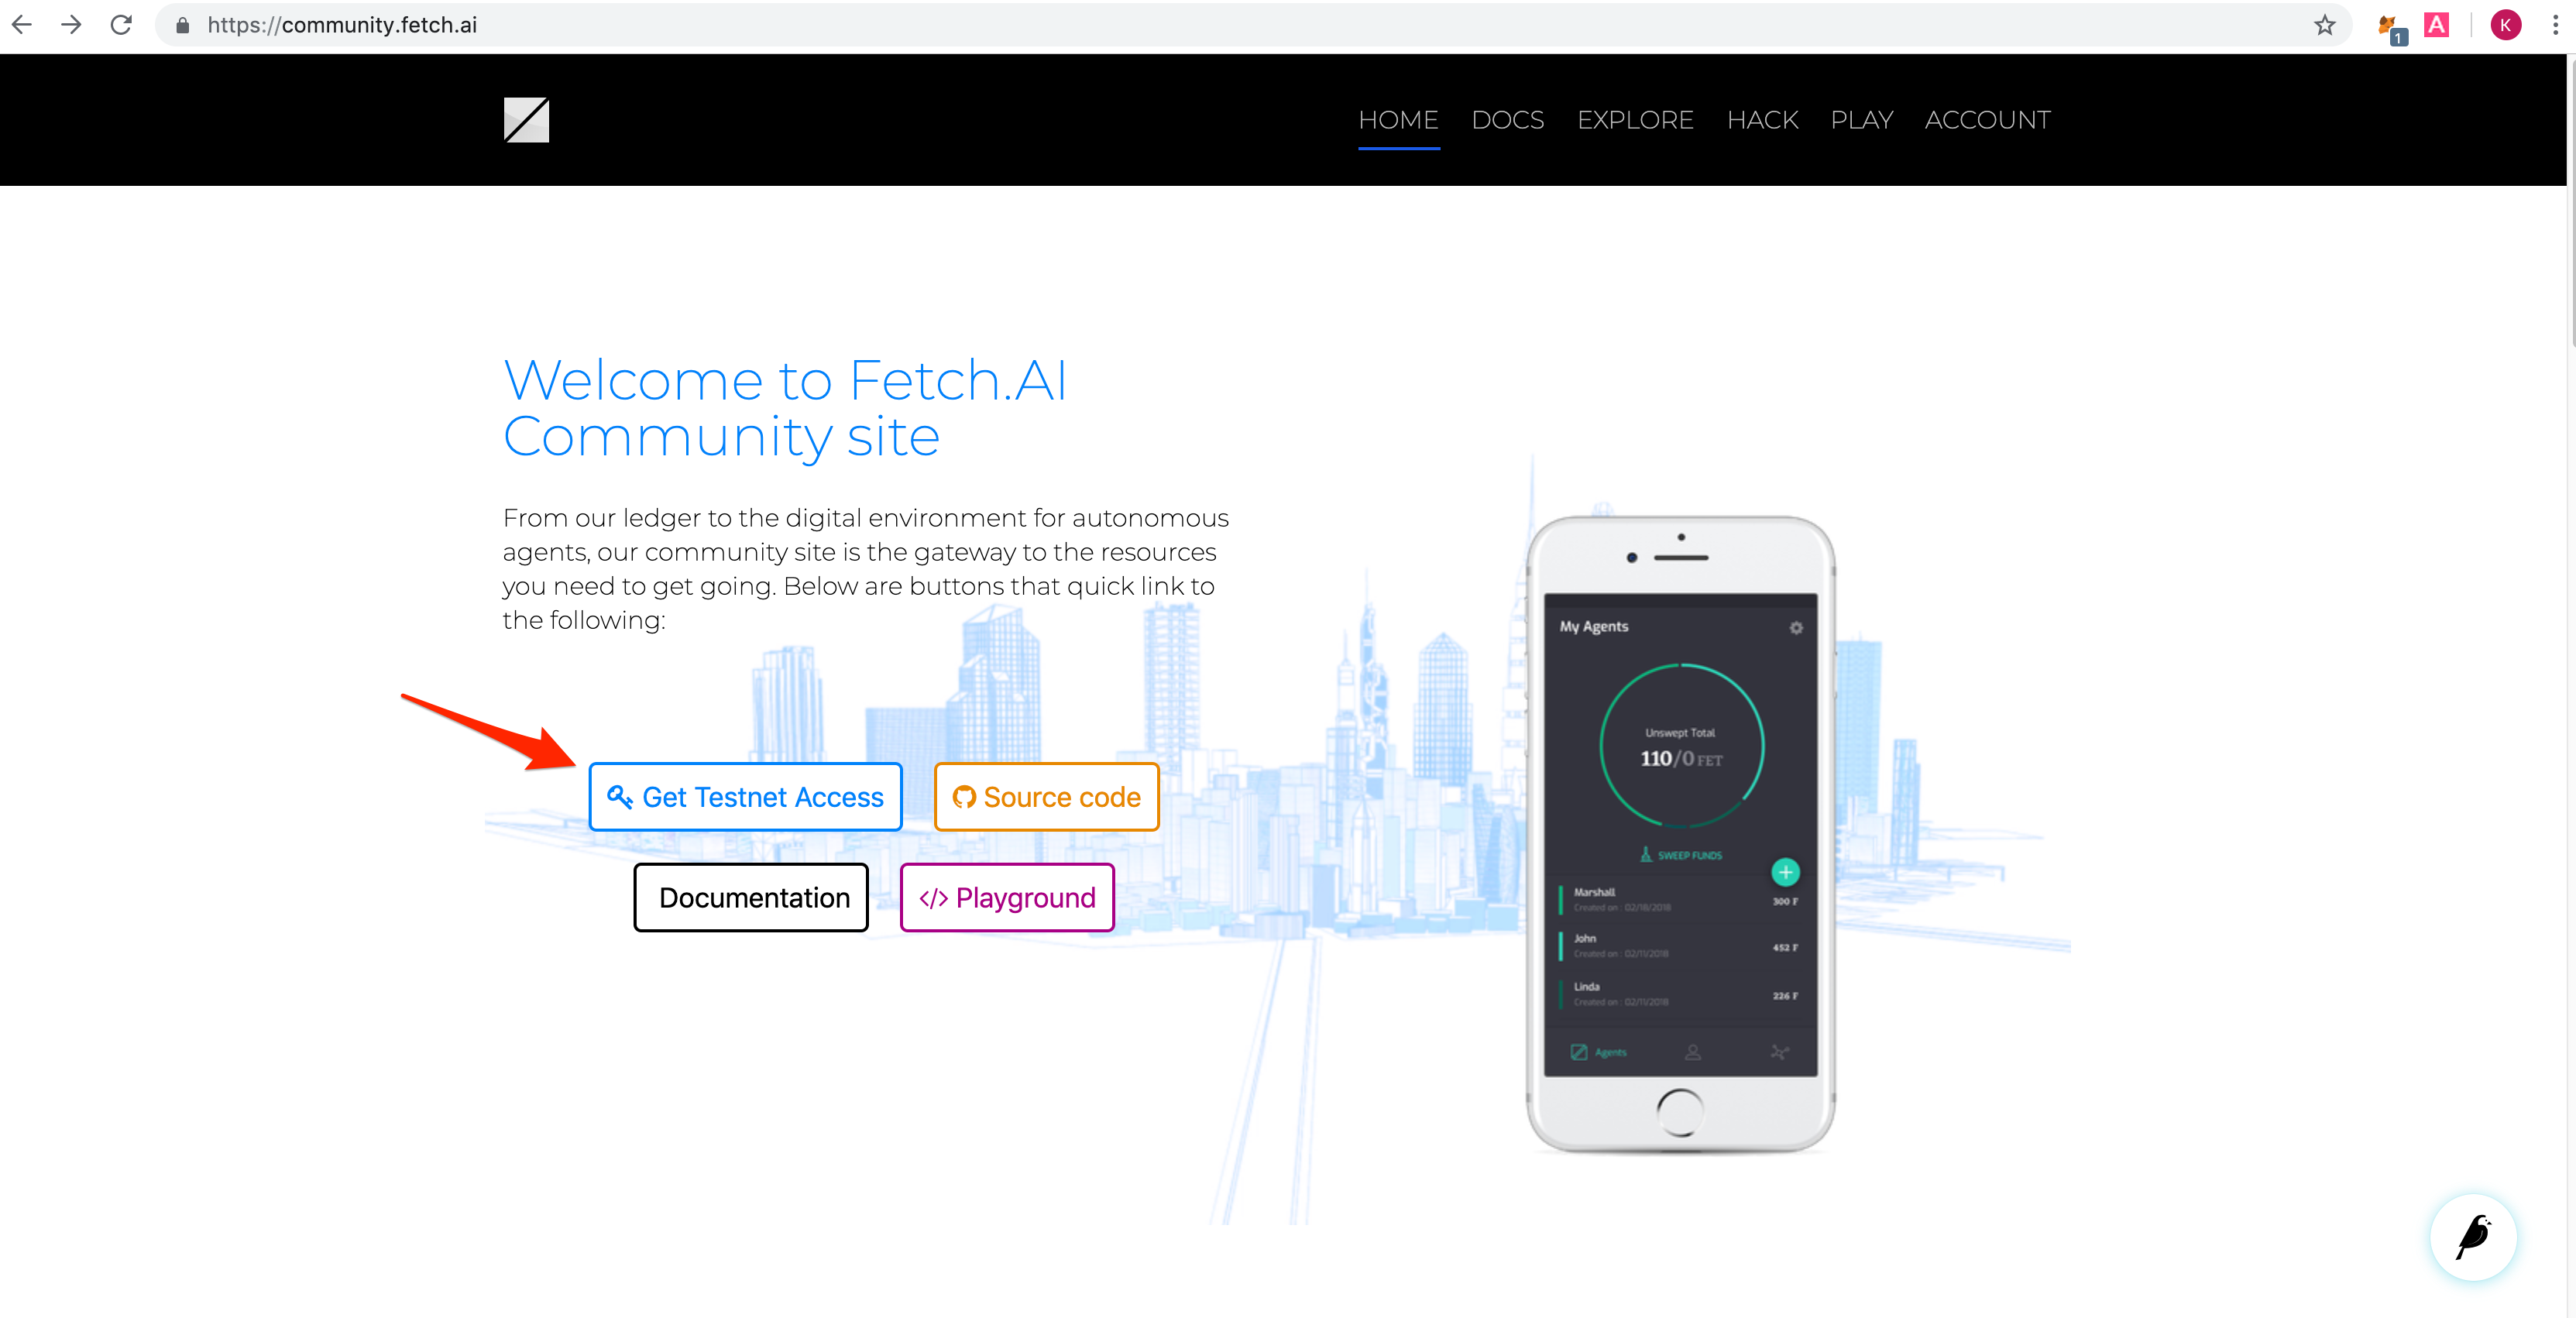 https://community.fetch.ai
1
A
K
HOME DOCS EXPLORE HACK PLAY ACCOUNT
Welcome to Fetch.AI
Community site
From our ledger to the digital environment for autonomous
agents, our community site is the gateway to the resources
you need to get going. Below are buttons that quick link to
the following:
Get Testnet Access
Source code
Documentation
</> Playground
My Agents
Unswept Total
110/0 FET
SWEEP FUNDS
Marshall
Created on : 02/18/2018
300 F
John
Created on : 02/11/2018
452 F
Linda
Created on : 02/11/2018
226 F
Agents